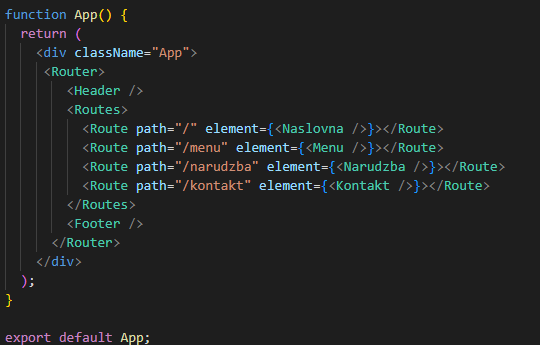 function App() {
  return (
    <div className="App">
     <Router>
        <Header />
        <Routes>
          <Route path="/" element={<Naslovna />}></Route>
          <Route path="/menu" element={<Menu />}></Route>
          <Route path="/narudzba" element={<Narudzba />}></Route>
          <Route path="/kontakt" element={<Kontakt />}></Route>
        </Routes>
        <Footer />
      </Router>
    </div>
  );
}

export default App;